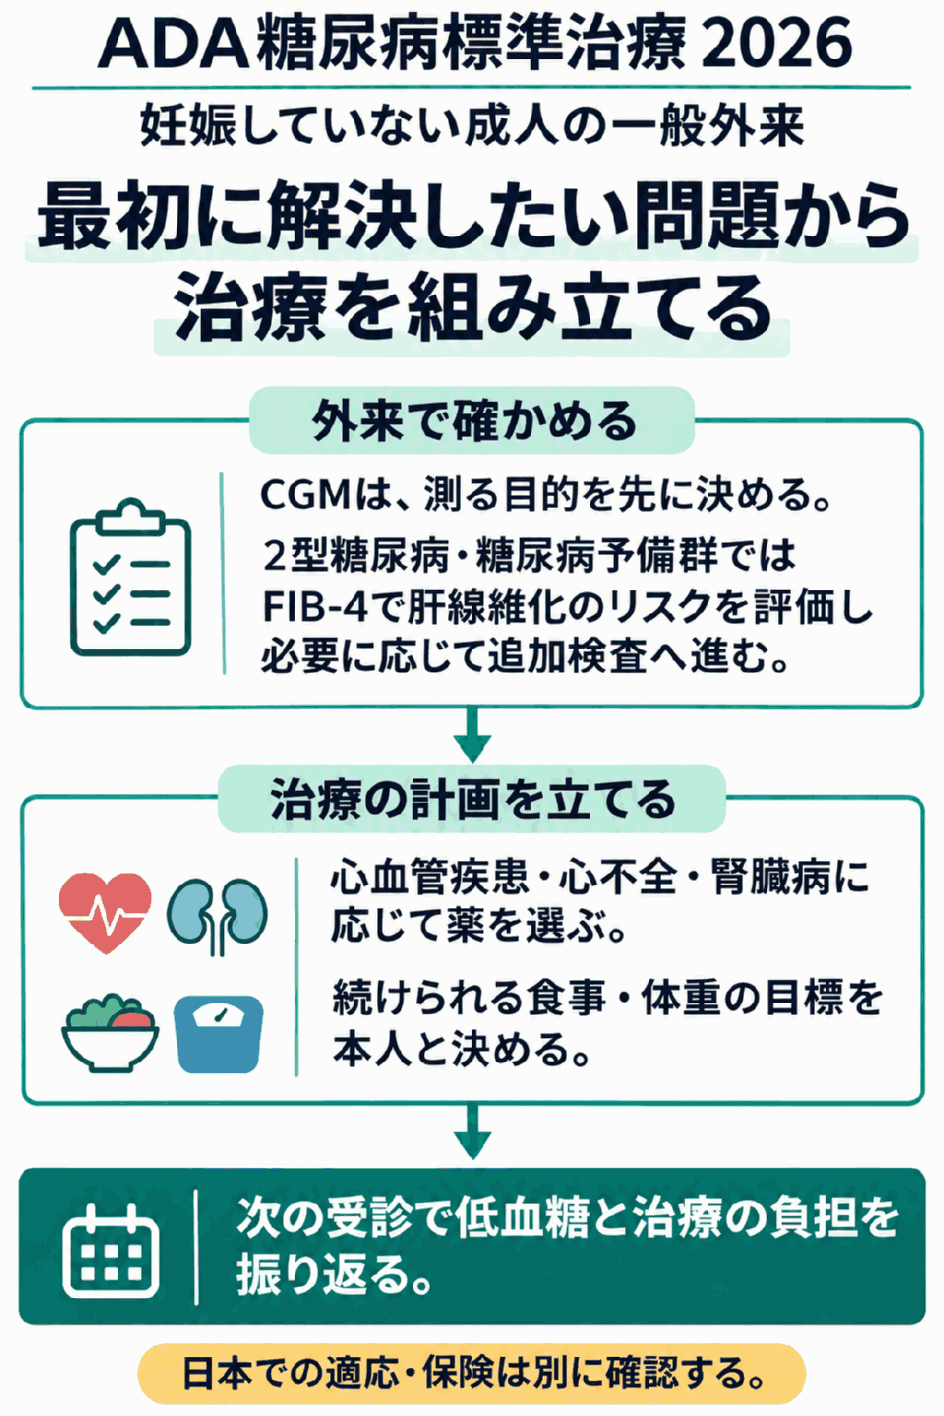 ADA糖尿病標準治療 2026
妊娠していない成人の一般外来
最初に解決したい問題から
治療を組み立てる
外来で確かめる
CGMは、測る目的を先に決める。
2型糖尿病・糖尿病予備群では
FIB-4で肝線維化のリスクを評価し
必要に応じて追加検査へ進む。
治療の計画を立てる
心血管疾患・心不全・腎臓病に
応じて薬を選ぶ。
続けられる食事・体重の目標を
本人と決める。
次の受診で低血糖と治療の負担を
振り返る。
日本での適応・保険は別に確認する。